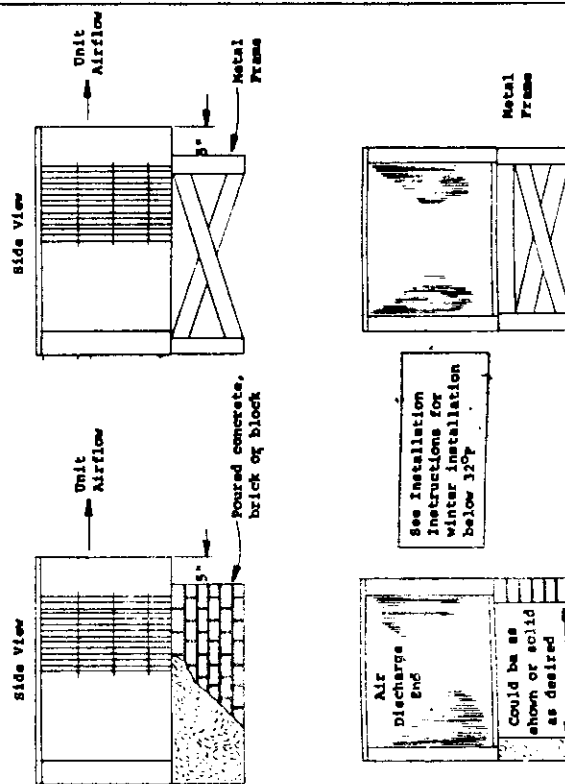 Side View
Unit
Airflow
5"
Poured concrete,
brick or block
Side View
Unit
Airflow
Metal
Frame
Air
Discharge
End
Could be as
shown or solid
as desired
See Installation
Instructions for
winter installation
below 32°F
Metal
Frame